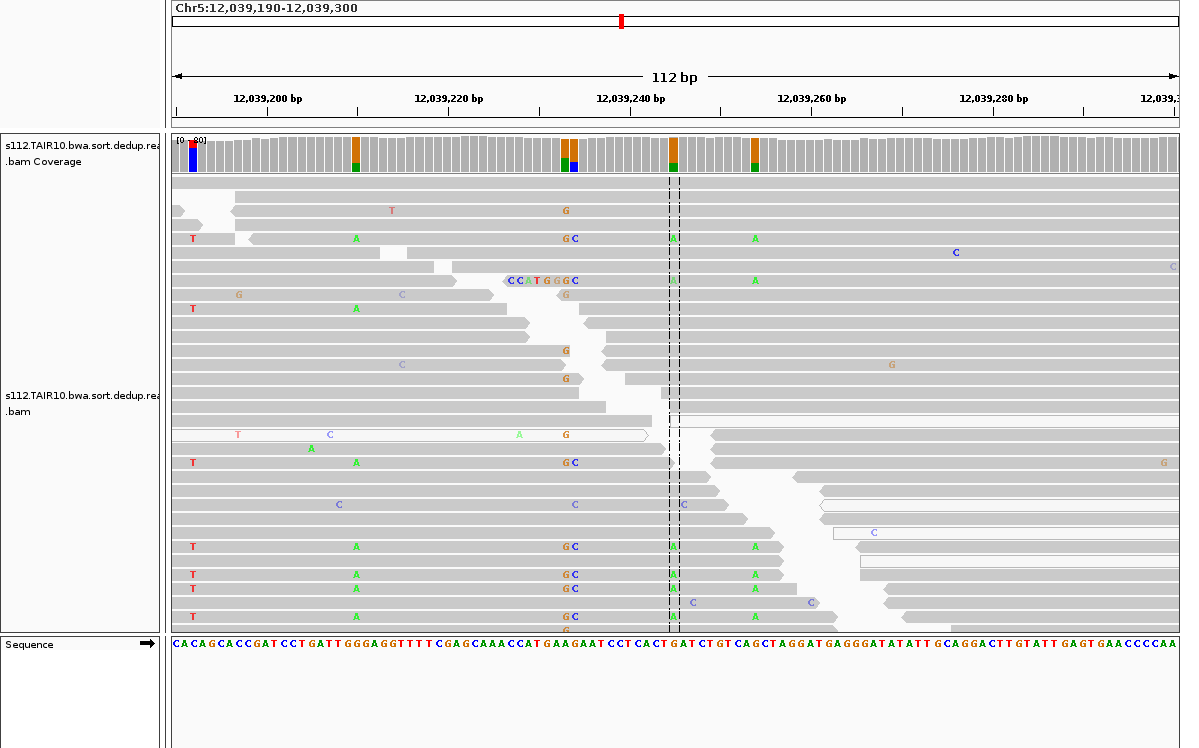 Chr5:12,039,190-12,039,300
112 bp
12,039,200 bp 12,039,220 bp 12,039,240 bp 12,039,260 bp 12,039,280 bp 12,039,3
s112.TAIR10.bwa.sort.dedup.rea
.bam Coverage
[0 - 80]
T G
T A G C A A
C
C
CCATGGGC A A
G C G
T A
G
C G
G
s112.TAIR10.bwa.sort.dedup.rea
.bam
T C A G
A
T A G C G
C C C
C
T A G C A A
T A G C A A
T A G C A A
C C
T A G C A A
G
Sequence
CACAGCACCGATCCTGATTGGGAGGTTTTCGAGCAAACCATGAAGAATCCTCACTGATCTGTCAGCTAGGATGAGGGATATATTGCAGGACTTGTATTGAGTGAACCCCAA